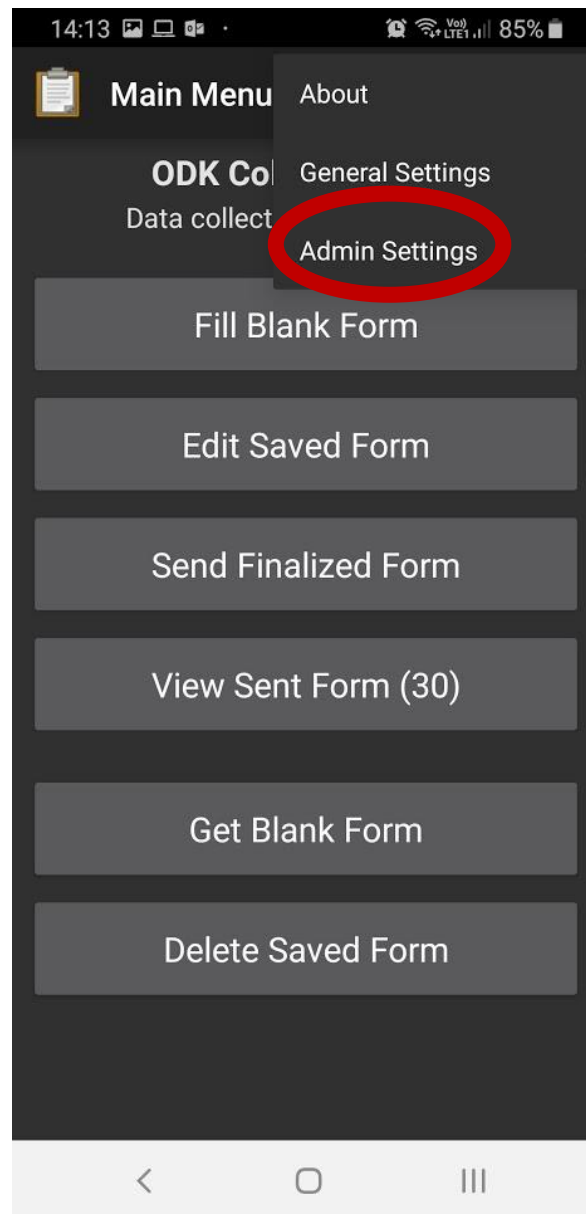 14:13 85%
Main Menu
About
ODK Col
General Settings
Data collect
Admin Settings
Fill Blank Form
Edit Saved Form
Send Finalized Form
View Sent Form (30)
Get Blank Form
Delete Saved Form